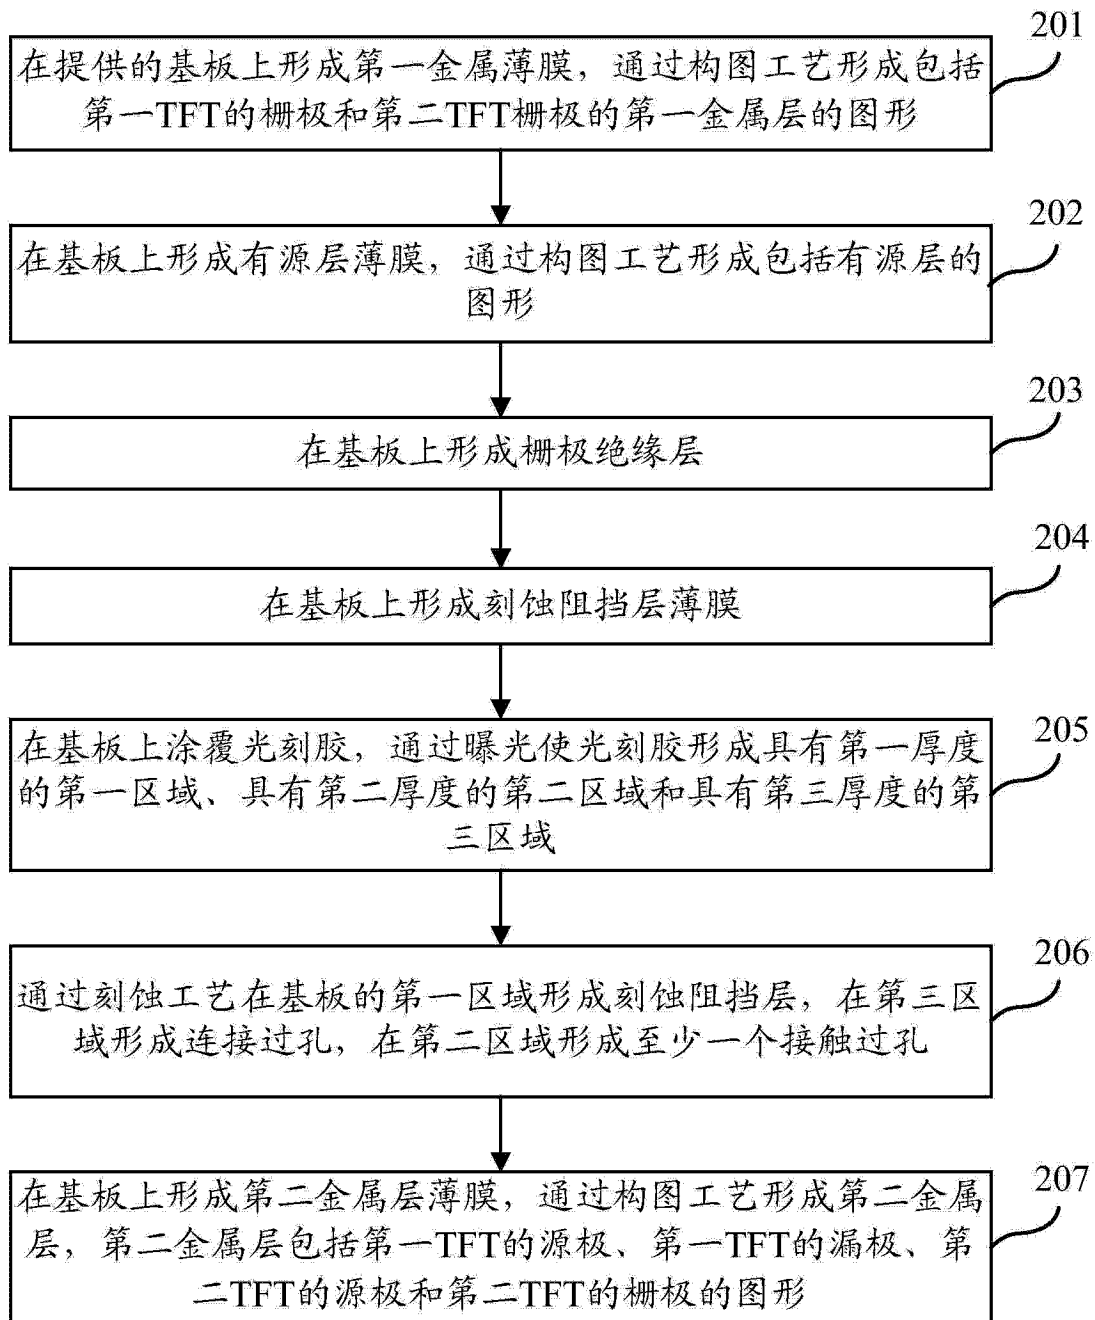 201
在提供的基板上形成第一金属薄膜，通过构图工艺形成包括
第一TFT的栅极和第二TFT栅极的第一金属层的图形
202
在基板上形成有源层薄膜，通过构图工艺形成包括有源层的
图形
203
在基板上形成栅极绝缘层
204
在基板上形成刻蚀阻挡层薄膜
205
在基板上涂覆光刻胶，通过曝光使光刻胶形成具有第一厚度
的第一区域、具有第二厚度的第二区域和具有第三厚度的第
三区域
206
通过刻蚀工艺在基板的第一区域形成刻蚀阻挡层，在第三区
域形成连接过孔，在第二区域形成至少一个接触过孔
207
在基板上形成第二金属层薄膜，通过构图工艺形成第二金属
层，第二金属层包括第一TFT的源极、第一TFT的漏极、第
二TFT的源极和第二TFT的栅极的图形